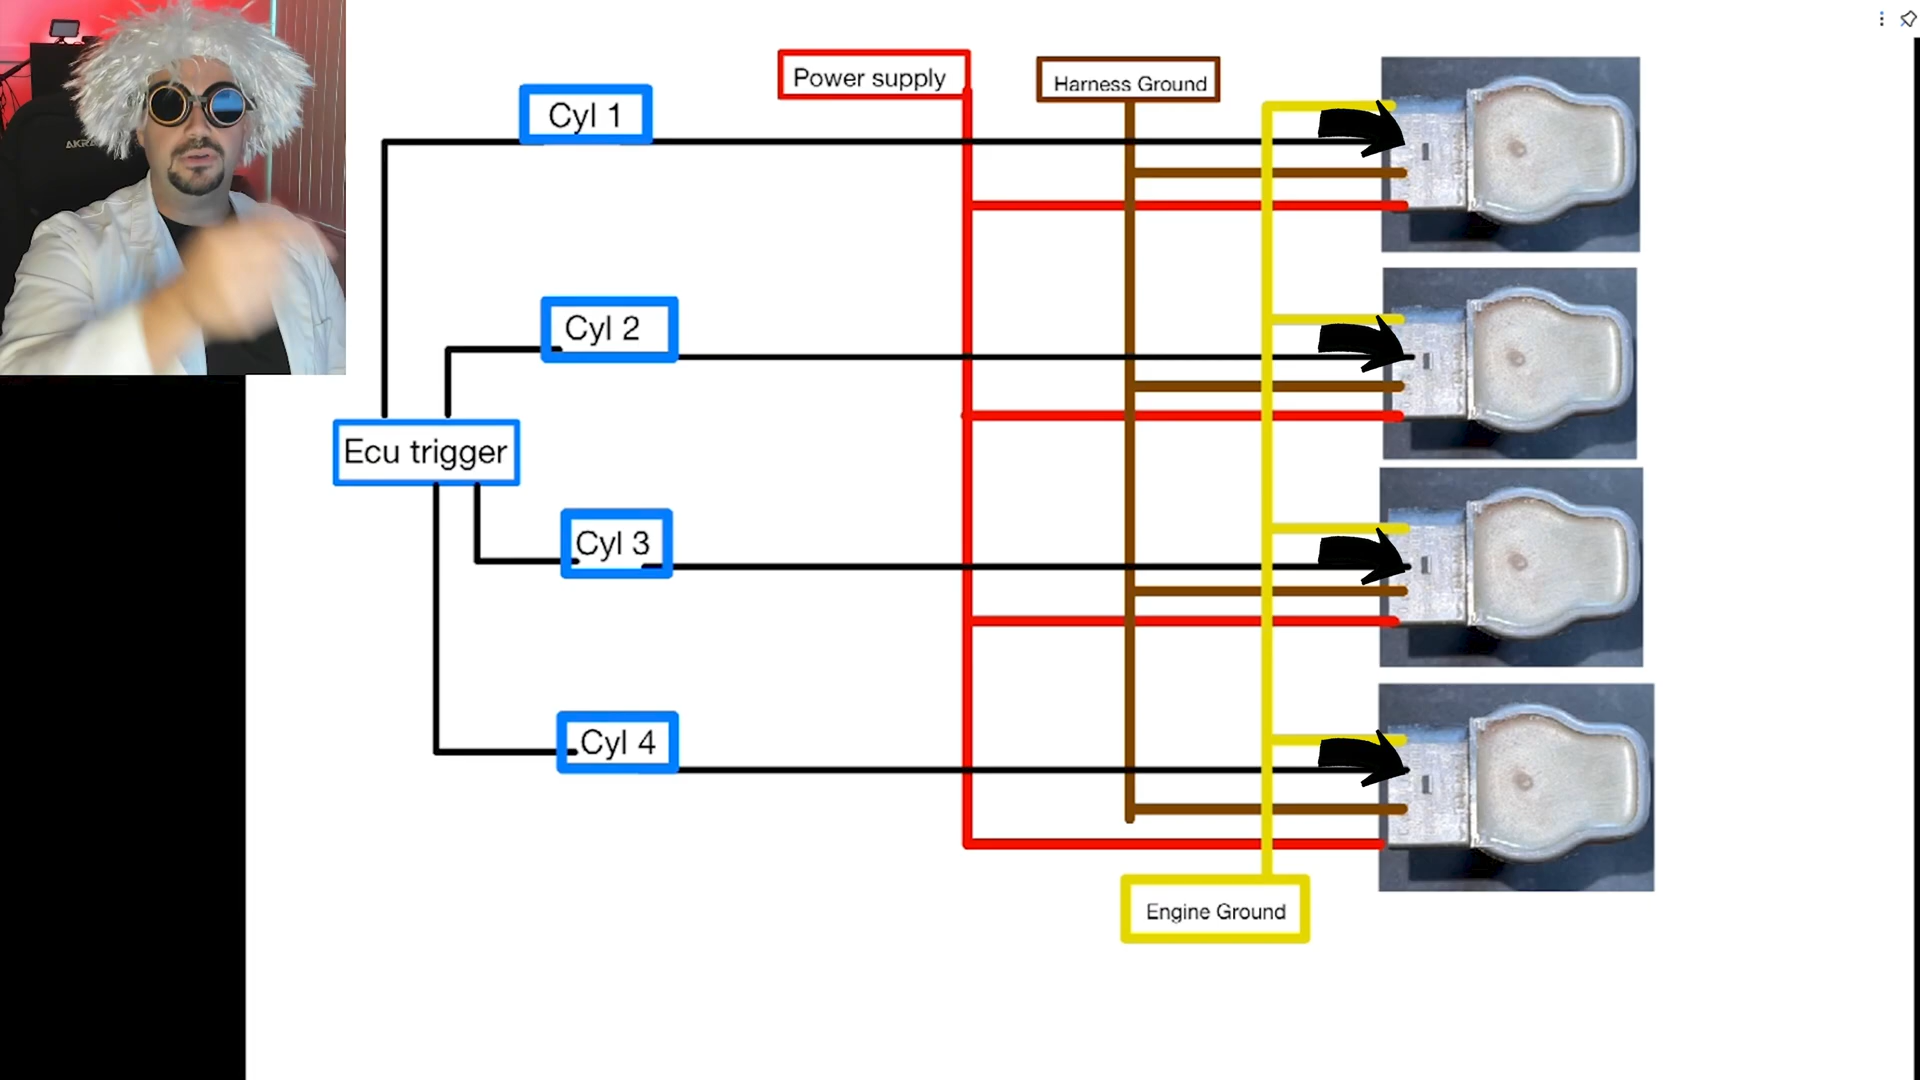 Power supply
Harness Ground
Cyl 1
Cyl 2
Ecu trigger
Cyl 3
Cyl 4
Engine Ground